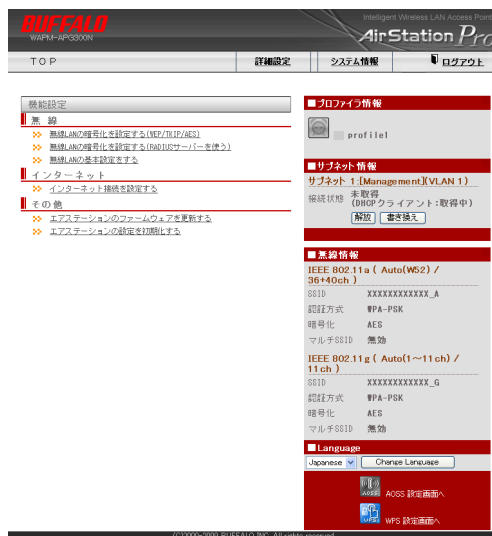 BUFFALO
WAPM-APG300N
Intelligent Wireless LAN Access Point
AirStation Pro
TOP
詳細設定
システム情報
ログアウト
機能設定
無 線
無線LANの暗号化を設定する(WEP/TKIP/AES)
無線LANの暗号化を設定する(RADIUSサーバーを使う)
無線LANの基本設定をする
インターネット
インターネット接続を設定する
その他
エアステーションのファームウェアを更新する
エアステーションの設定を初期化する
■プロファイラ情報
profile1
■サブネット情報
サブネット 1:[Management](VLAN 1)
接続状態 未取得
(DHCPクライアント:取得中)
解放 書き換え
■無線情報
IEEE 802.11a ( Auto(W52) /
36+40ch )
SSID XXXXXXXXXXXX_A
認証方式 WPA-PSK
暗号化 AES
マルチSSID 無効
IEEE 802.11g ( Auto(1～11ch) /
11ch )
SSID XXXXXXXXXXXX_G
認証方式 WPA-PSK
暗号化 AES
マルチSSID 無効
■Language
Japanese Change Language
AOSS AOSS 設定画面へ
WPS WPS 設定画面へ
(C)2000-2009 BUFFALO INC. All rights reserved.